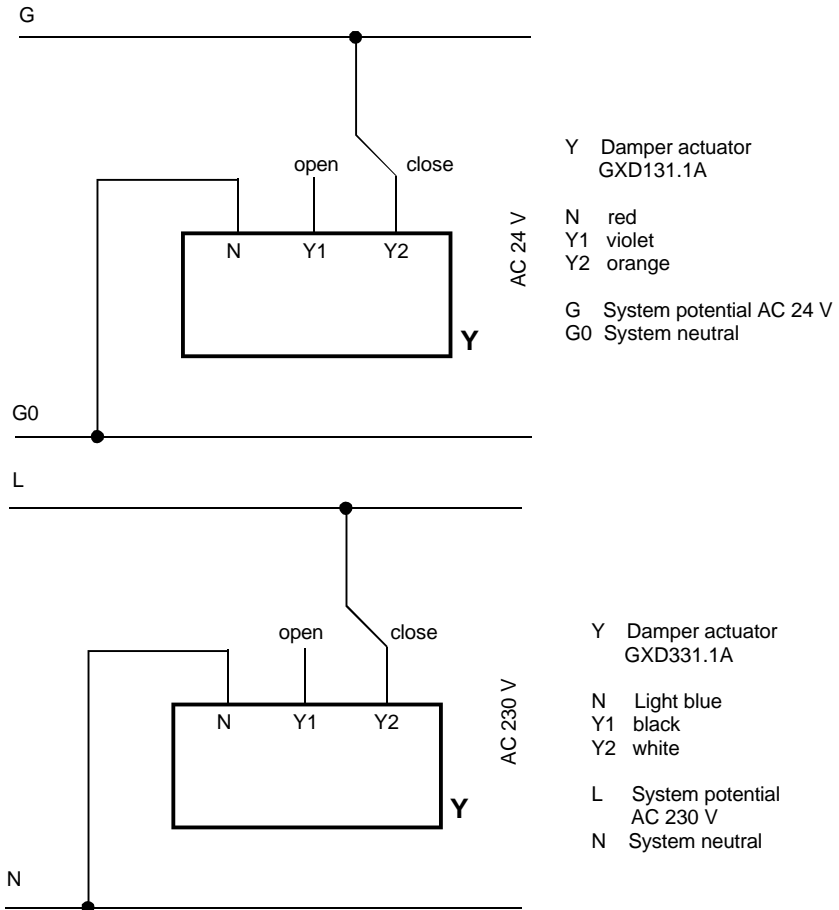 G
open close
N Y1 Y2
Y
AC 24 V
G0
Y Damper actuator
GXD131.1A
N red
Y1 violet
Y2 orange
G System potential AC 24 V
G0 System neutral
L
open close
N Y1 Y2
Y
AC 230 V
N
Y Damper actuator
GXD331.1A
N Light blue
Y1 black
Y2 white
L System potential
AC 230 V
N System neutral